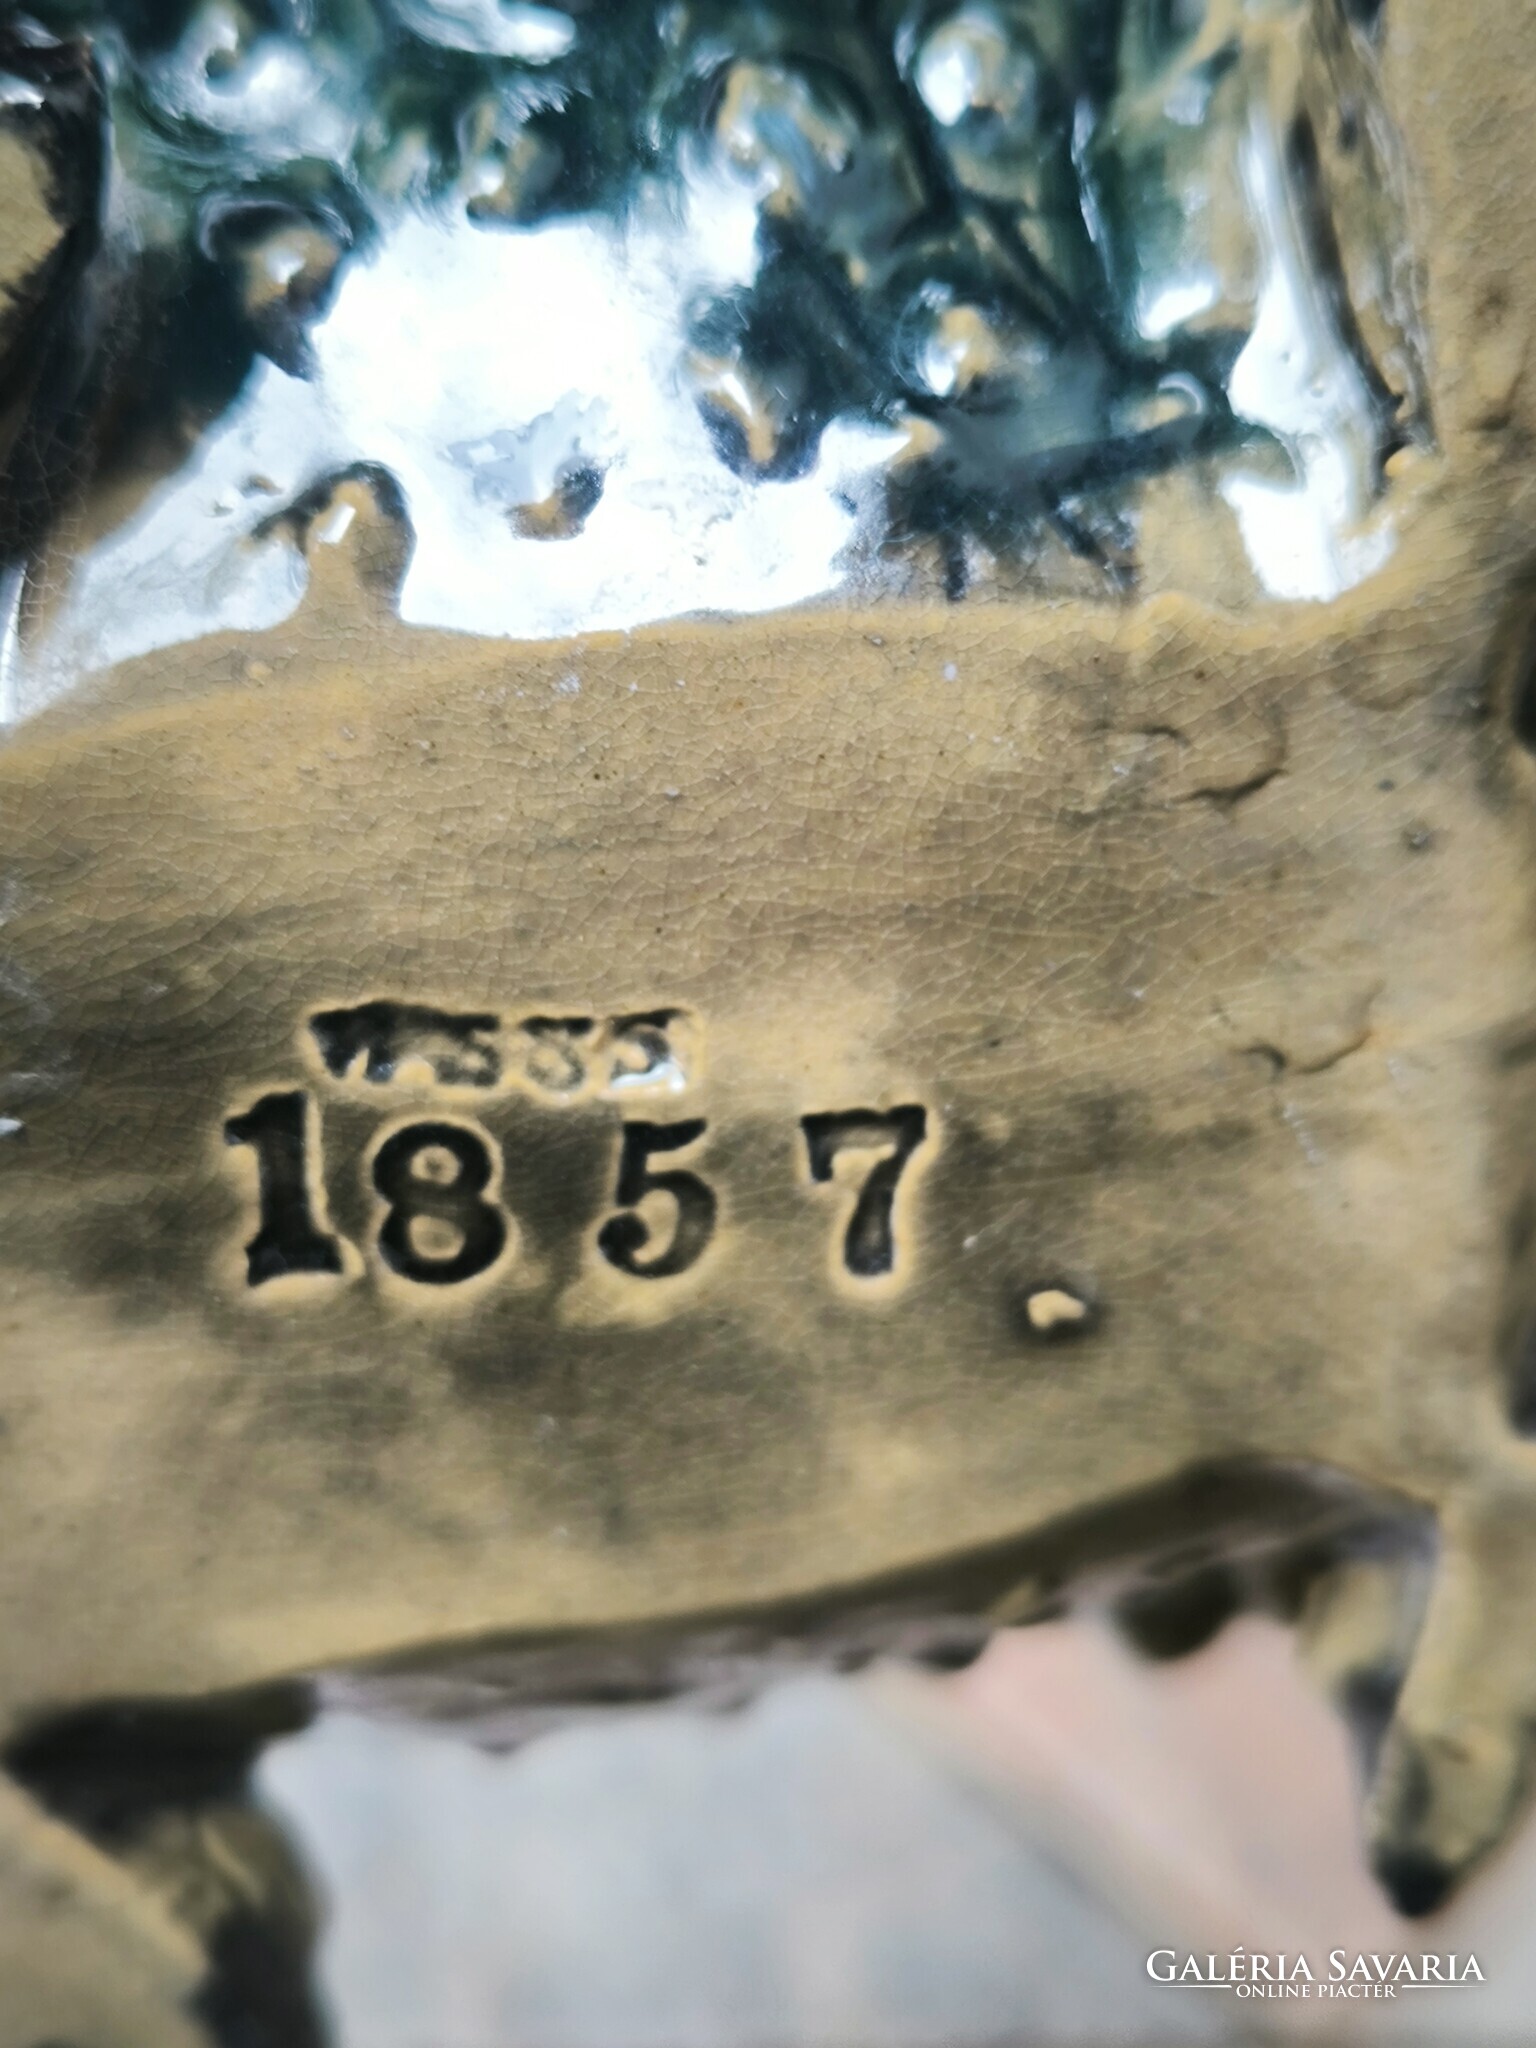 W.S&S
1857
GALÉRIA SAVARIA
ONLINE PIACTÉR